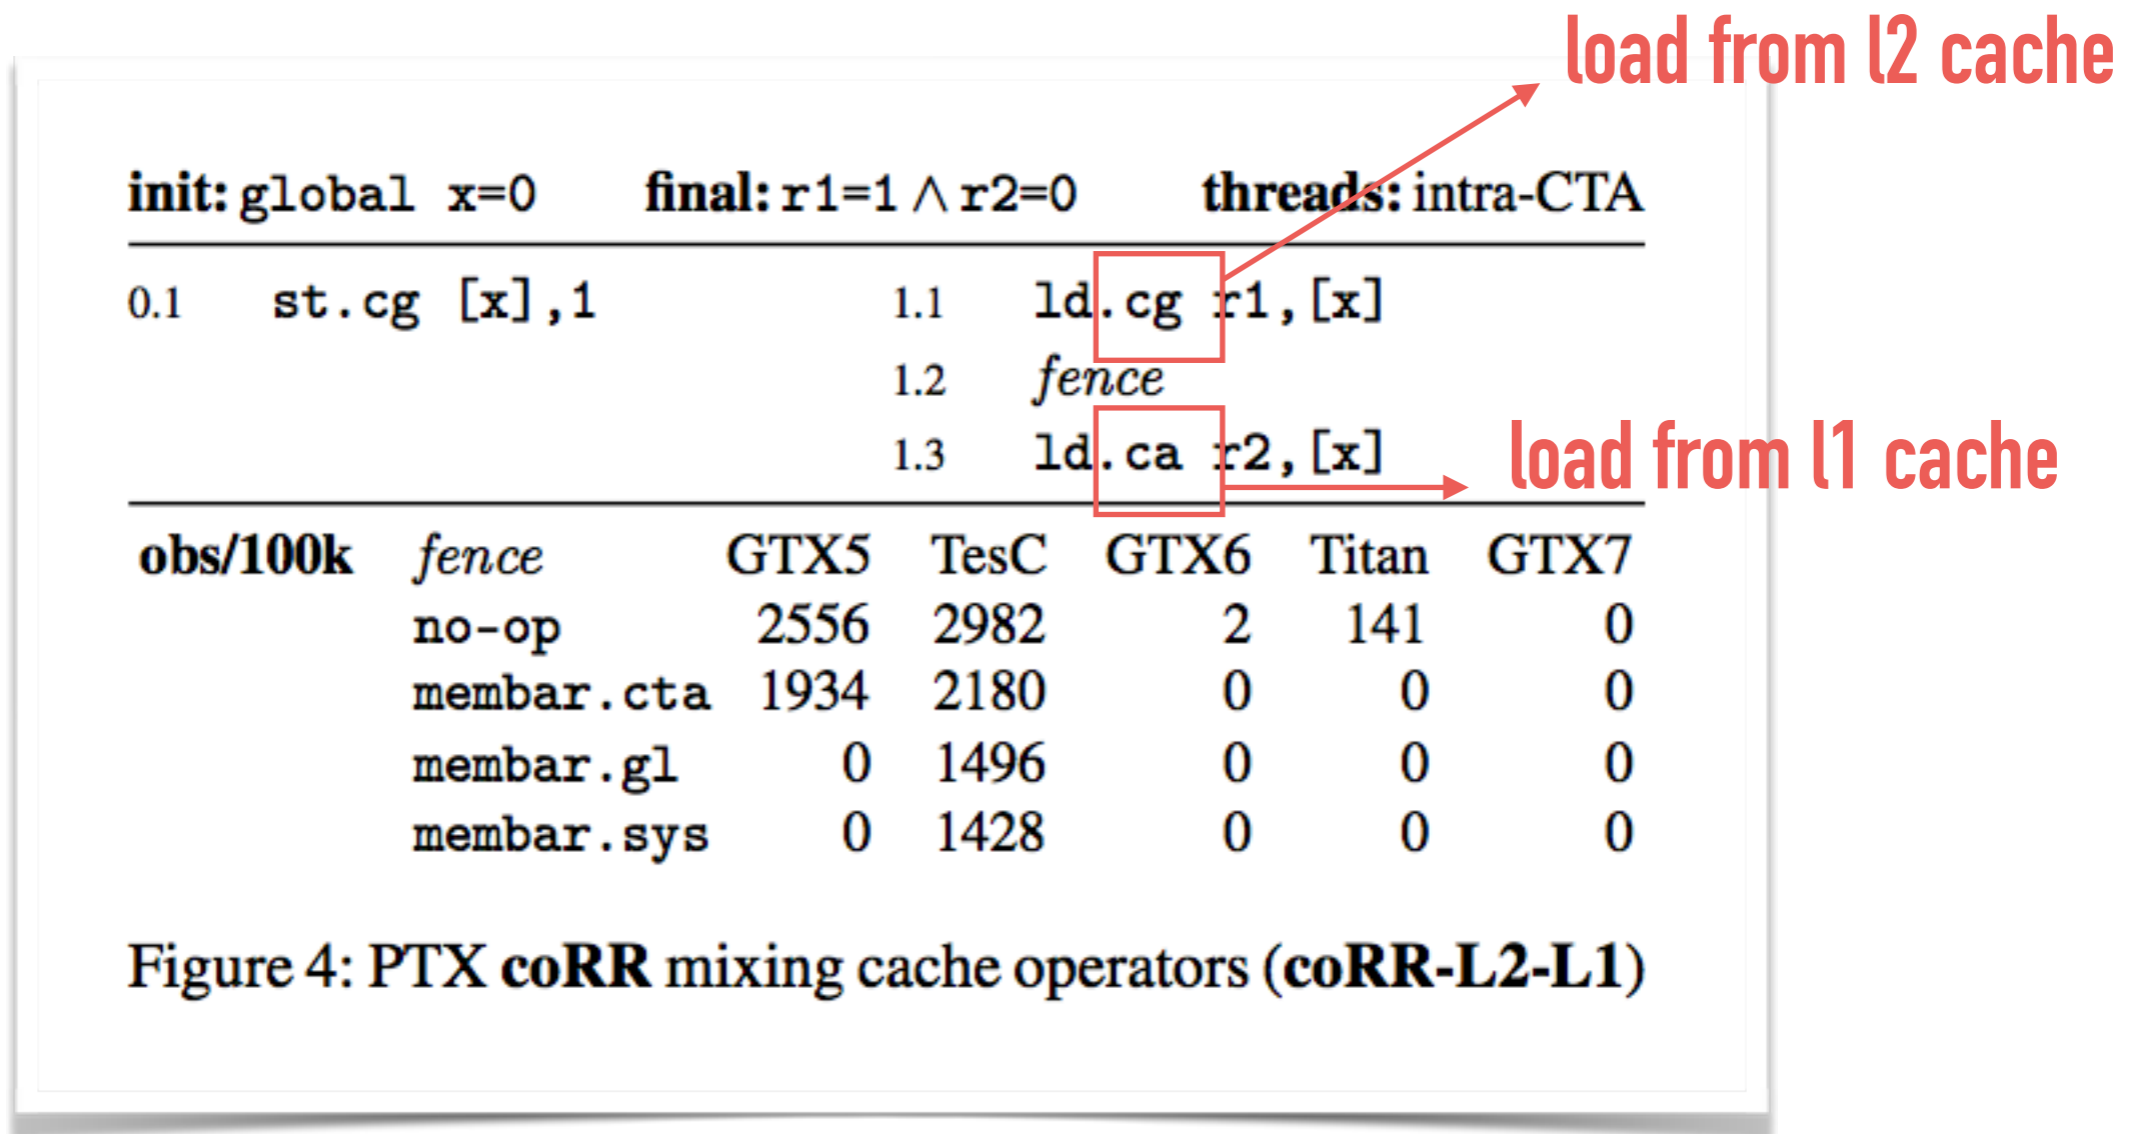 load from l2 cache
init: global x=0 final: r1=1 ∧ r2=0 threads: intra-CTA
0.1 st.cg [x],1 1.1 ld.cg r1,[x]
1.2 fence
1.3 ld.ca r2,[x]
load from l1 cache
obs/100k fence GTX5 TesC GTX6 Titan GTX7
no-op 2556 2982 2 141 0
membar.cta 1934 2180 0 0 0
membar.gl 0 1496 0 0 0
membar.sys 0 1428 0 0 0
Figure 4: PTX coRR mixing cache operators (coRR-L2-L1)